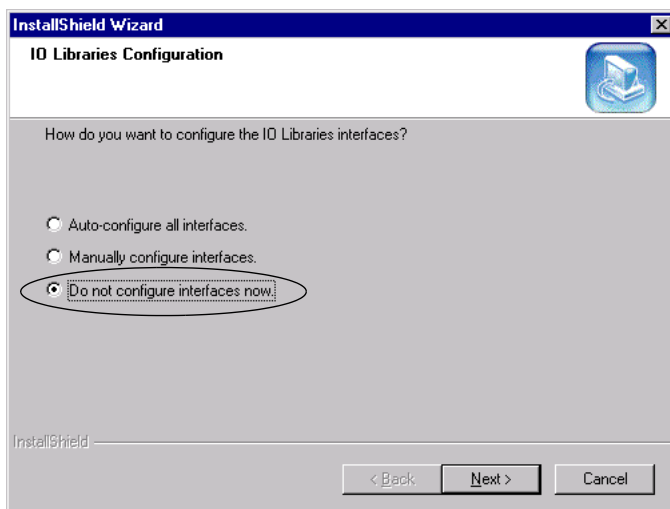 InstallShield Wizard
IO Libraries Configuration
How do you want to configure the IO Libraries interfaces?
Auto-configure all interfaces.
Manually configure interfaces.
Do not configure interfaces now.
InstallShield
< Back
Next >
Cancel